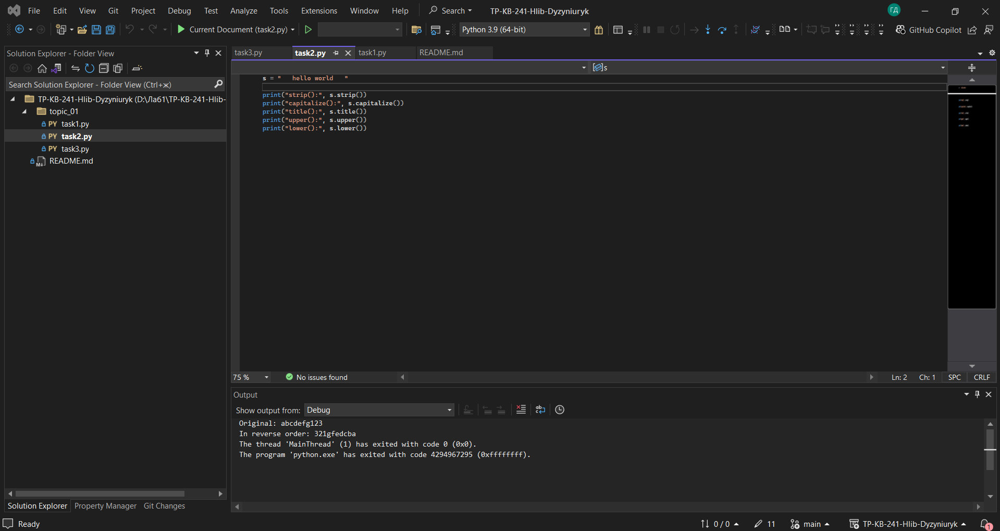 File Edit View Git Project Debug Test Analyze Tools Extensions Window Help Search TP-KB-241-Hlib-Dyzyniuryk ГД
Current Document (task2.py) Python 3.9 (64-bit) GitHub Copilot
Solution Explorer - Folder View
Search Solution Explorer - Folder View (Ctrl+ж)
TP-KB-241-Hlib-Dyzyniuryk (D:\Ла61\TP-KB-241-Hlib-
topic_01
PY task1.py
PY task2.py
PY task3.py
README.md
Solution Explorer Property Manager Git Changes
task3.py task2.py task1.py README.md
s
s = "   hello world   "
print("strip():", s.strip())
print("capitalize():", s.capitalize())
print("title():", s.title())
print("upper():", s.upper())
print("lower():", s.lower())
75 % No issues found Ln: 2 Ch: 1 SPC CRLF
Output
Show output from: Debug
Original: abcdefg123
In reverse order: 321gfedcba
The thread 'MainThread' (1) has exited with code 0 (0x0).
The program 'python.exe' has exited with code 4294967295 (0xffffffff).
Ready 0 / 0 11 main TP-KB-241-Hlib-Dyzyniuryk 1